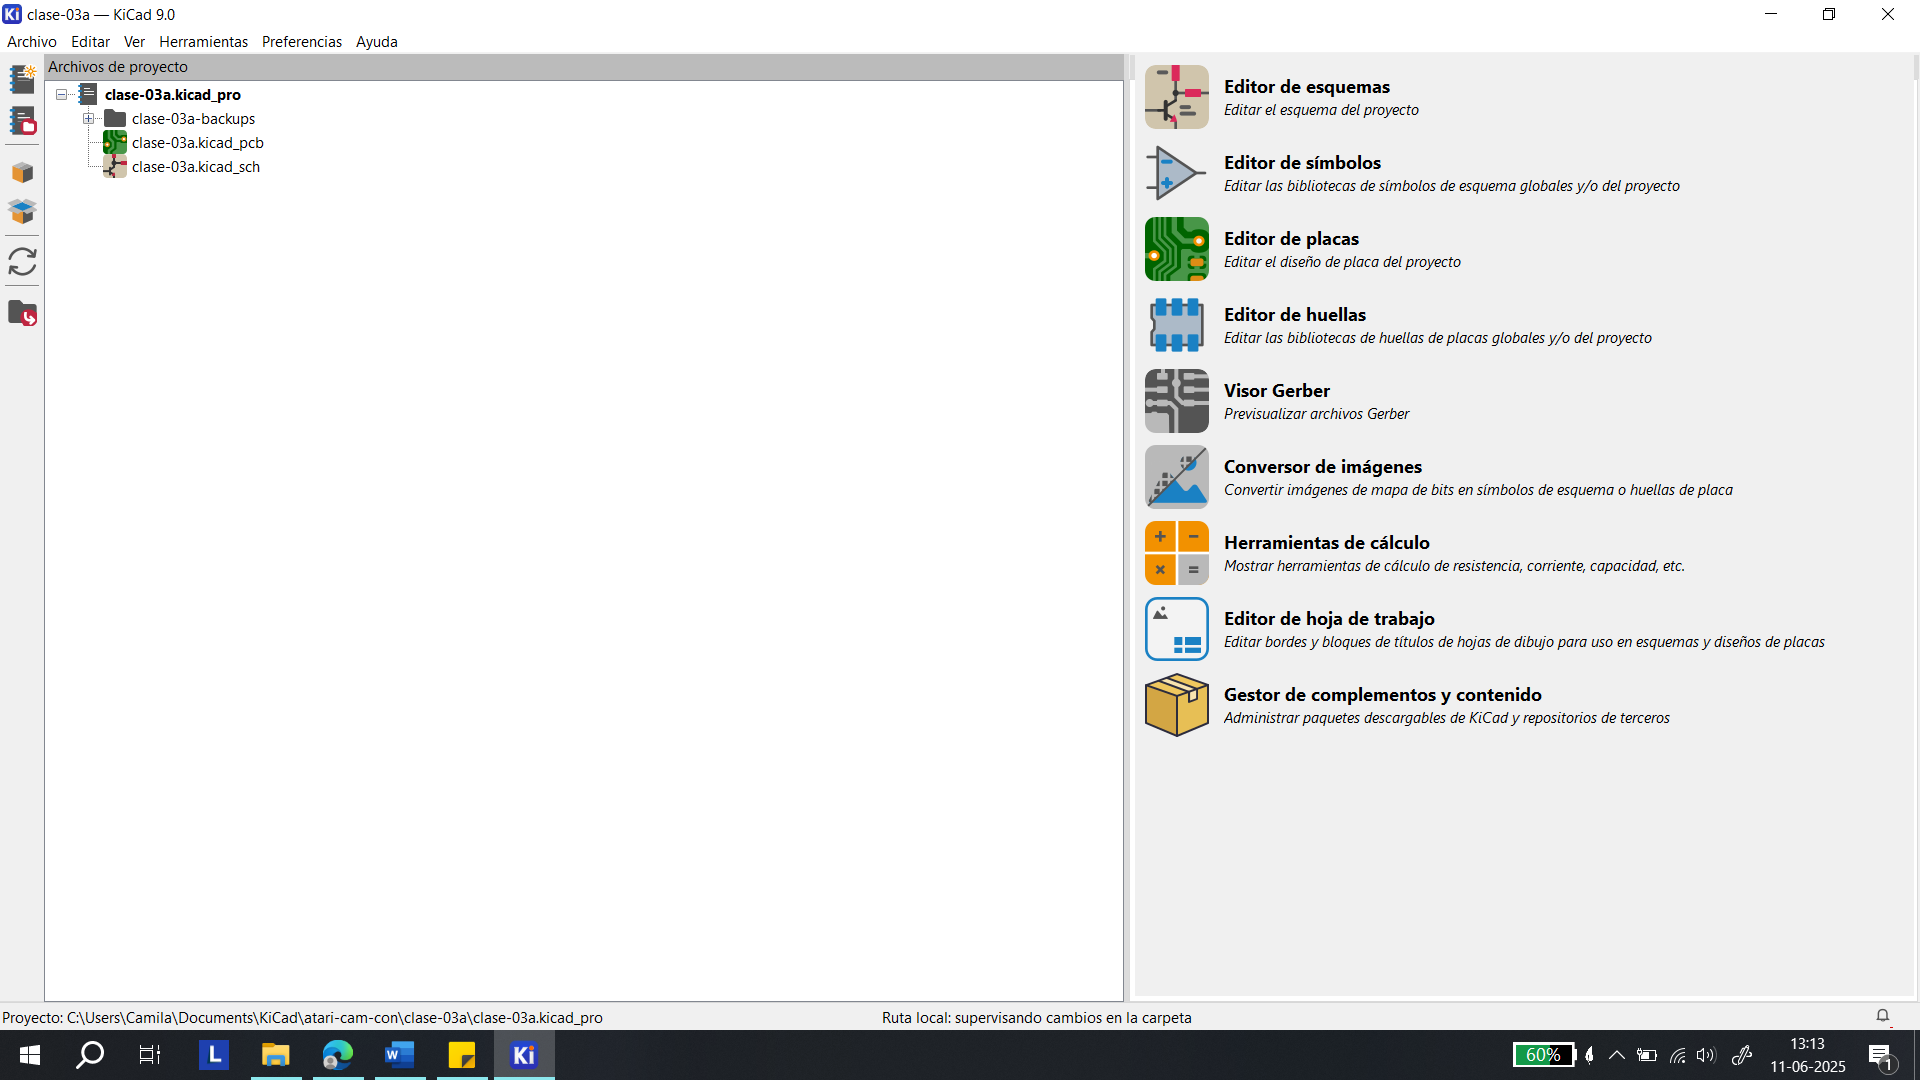 clase-03a — KiCad 9.0
Archivo Editar Ver Herramientas Preferencias Ayuda
Archivos de proyecto
clase-03a.kicad_pro
clase-03a-backups
clase-03a.kicad_pcb
clase-03a.kicad_sch
Editor de esquemas
Editar el esquema del proyecto
Editor de símbolos
Editar las bibliotecas de símbolos de esquema globales y/o del proyecto
Editor de placas
Editar el diseño de placa del proyecto
Editor de huellas
Editar las bibliotecas de huellas de placas globales y/o del proyecto
Visor Gerber
Previsualizar archivos Gerber
Conversor de imágenes
Convertir imágenes de mapa de bits en símbolos de esquema o huellas de placa
Herramientas de cálculo
Mostrar herramientas de cálculo de resistencia, corriente, capacidad, etc.
Editor de hoja de trabajo
Editar bordes y bloques de títulos de hojas de dibujo para uso en esquemas y diseños de placas
Gestor de complementos y contenido
Administrar paquetes descargables de KiCad y repositorios de terceros
Proyecto: C:\Users\Camila\Documents\KiCad\atari-cam-con\clase-03a\clase-03a.kicad_pro
Ruta local: supervisando cambios en la carpeta
L
W
Ki
60%
13:13
11-06-2025
1